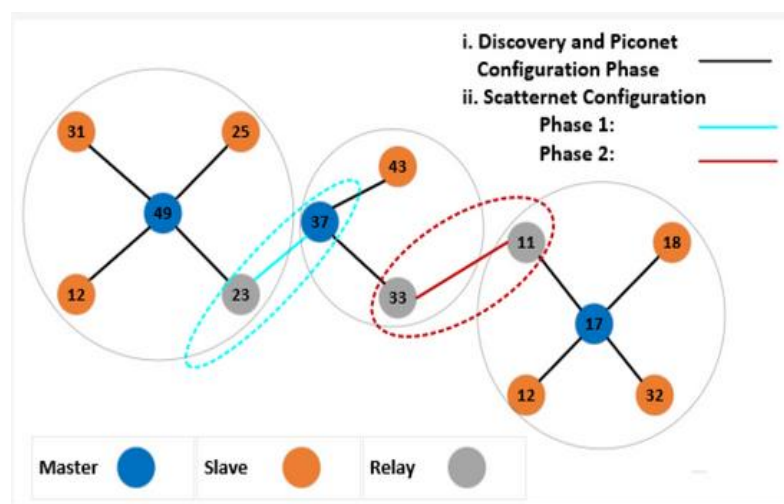 i. Discovery and Piconet
Configuration Phase
ii. Scatternet Configuration
Phase 1:
Phase 2:
31
25
43
49
37
11
18
12
23
33
17
12
32
Master
Slave
Relay